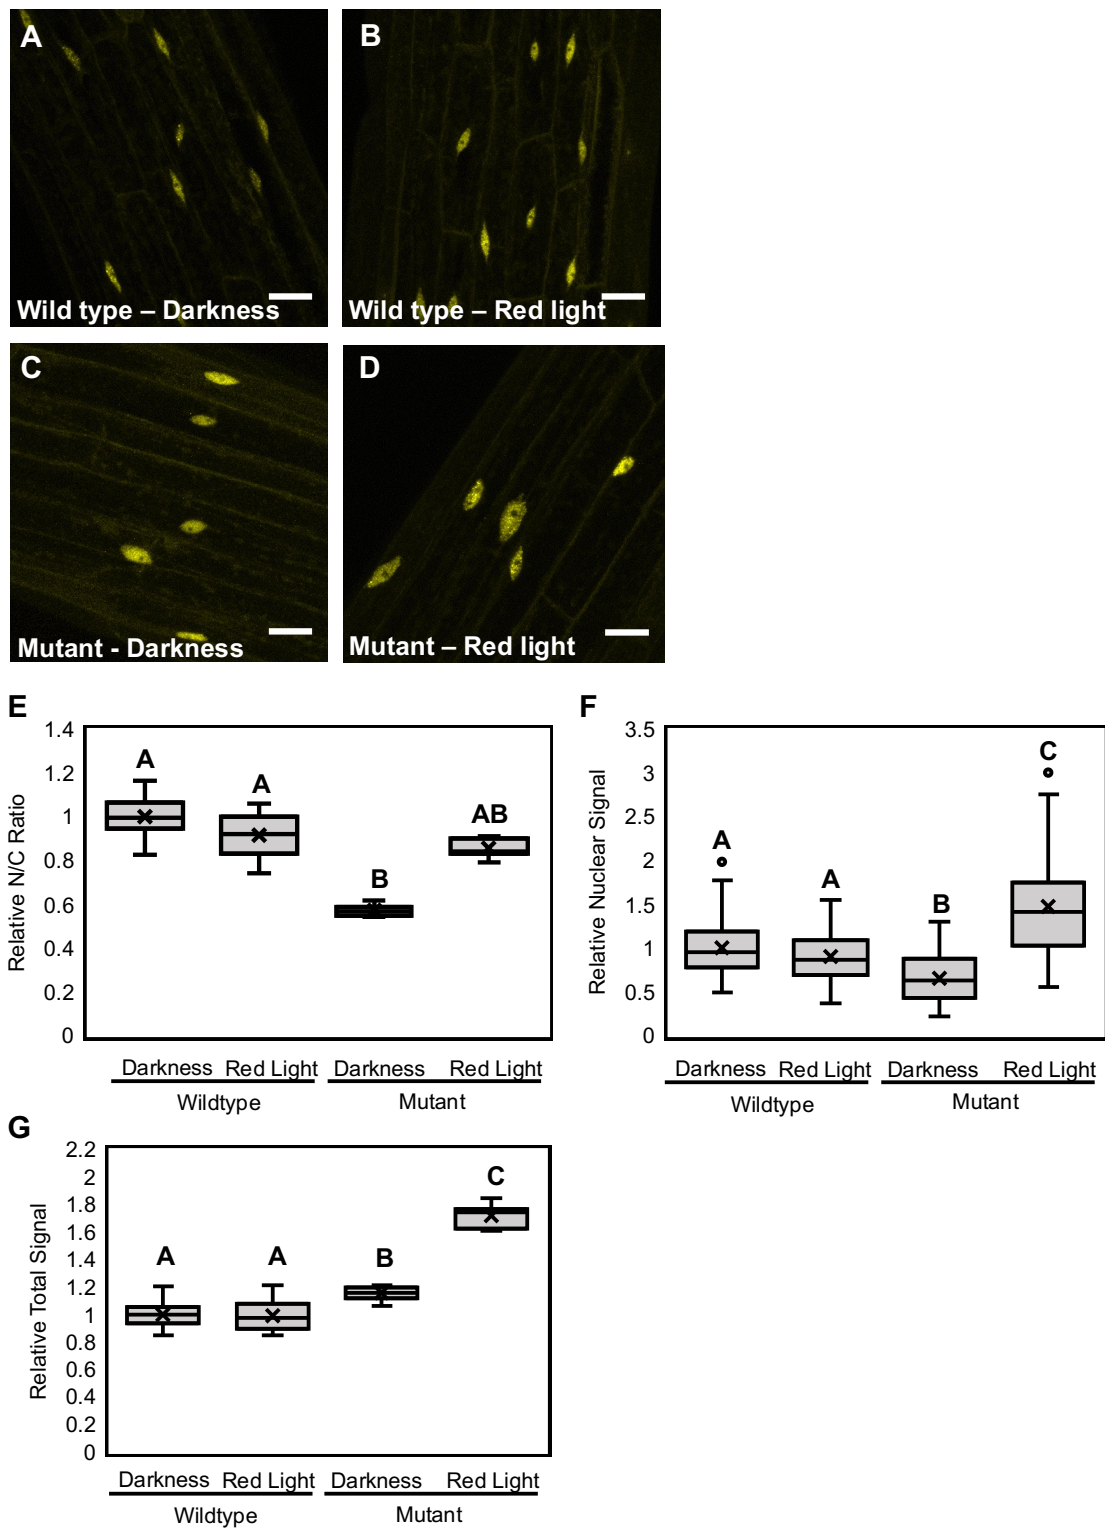 A
B
Wild type – Darkness
Wild type – Red light
C
D
Mutant - Darkness
Mutant – Red light
E
Relative N/C Ratio
1.4
1.2
1
0.8
0.6
0.4
0.2
0
A
A
B
AB
Darkness Red Light Darkness Red Light
Wildtype Mutant
F
Relative Nuclear Signal
3.5
3
2.5
2
1.5
1
0.5
0
A
A
B
C
Darkness Red Light Darkness Red Light
Wildtype Mutant
G
Relative Total Signal
2.2
2
1.8
1.6
1.4
1.2
1
0.8
0.6
0.4
0.2
0
A
A
B
C
Darkness Red Light Darkness Red Light
Wildtype Mutant